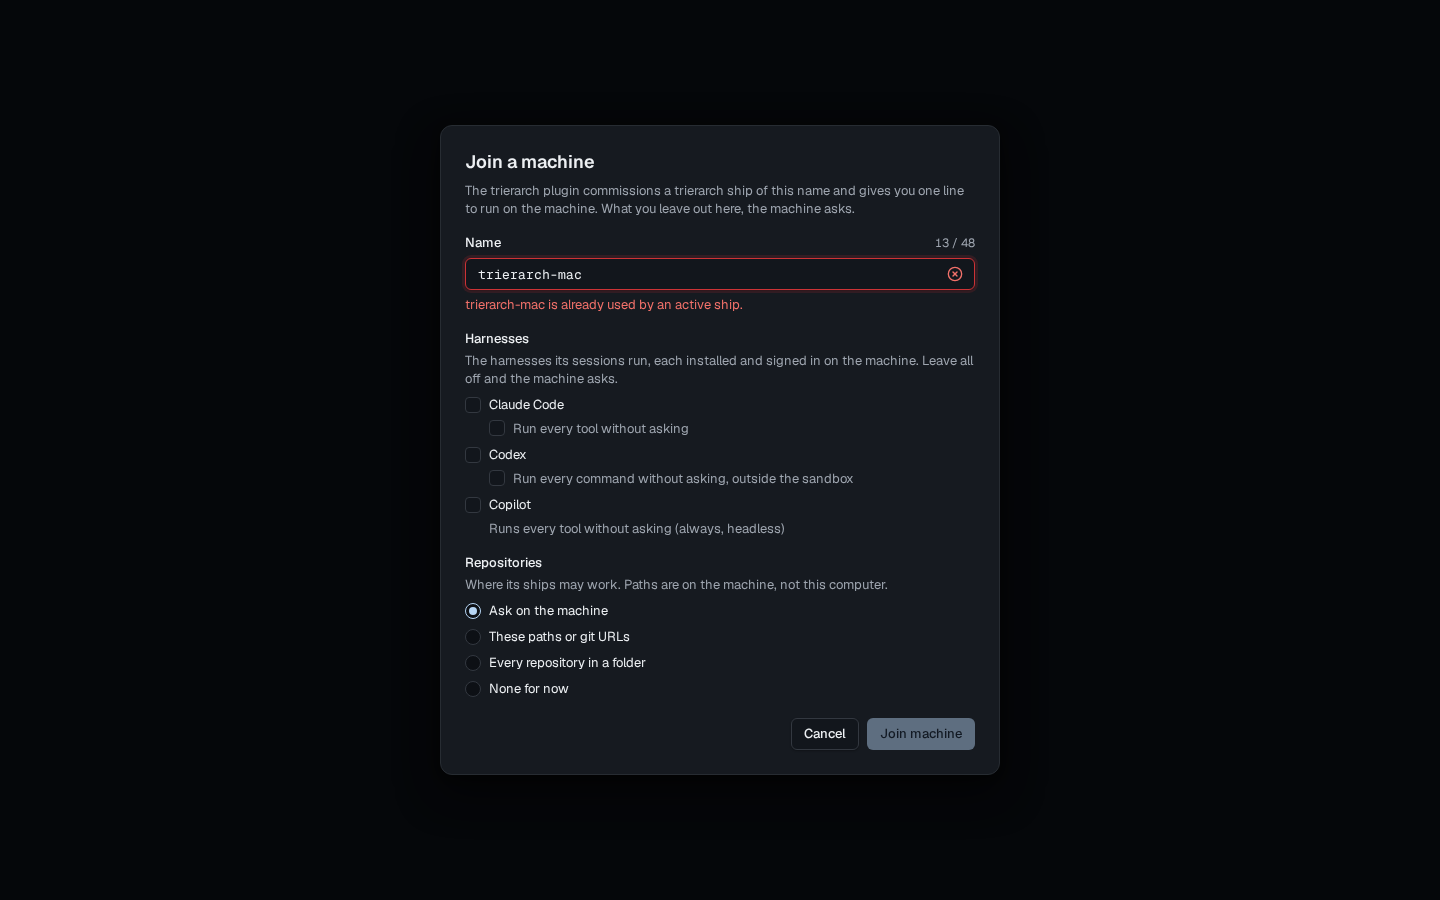 Join a machine
The trierarch plugin commissions a trierarch ship of this name and gives you one line
to run on the machine. What you leave out here, the machine asks.
Name
13 / 48
trierarch-mac
trierarch-mac is already used by an active ship.
Harnesses
The harnesses its sessions run, each installed and signed in on the machine. Leave all
off and the machine asks.
Claude Code
Run every tool without asking
Codex
Run every command without asking, outside the sandbox
Copilot
Runs every tool without asking (always, headless)
Repositories
Where its ships may work. Paths are on the machine, not this computer.
Ask on the machine
These paths or git URLs
Every repository in a folder
None for now
Cancel
Join machine